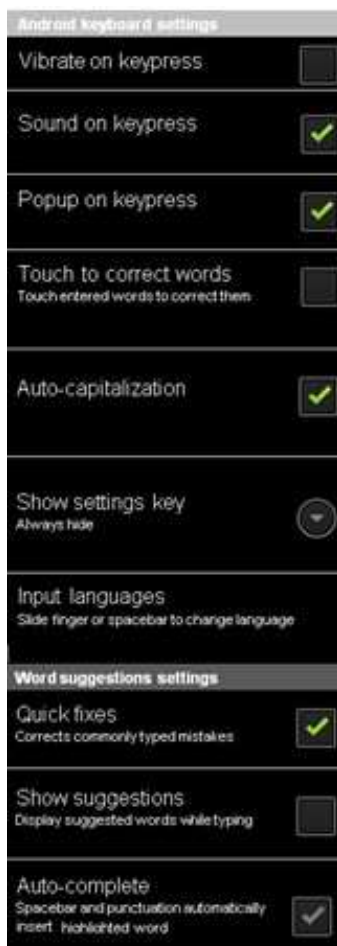 Android keyboard settings
Vibrate on keypress
Sound on keypress
Popup on keypress
Touch to correct words
Touch entered words to correct them
Auto-capitalization
Show settings key
Always hide
Input languages
Slide finger or spacebar to change language
Word suggestions settings
Quick fixes
Corrects commonly typed mistakes
Show suggestions
Display suggested words while typing
Auto-complete
Spacebar and punctuation automatically
insert highlighted word